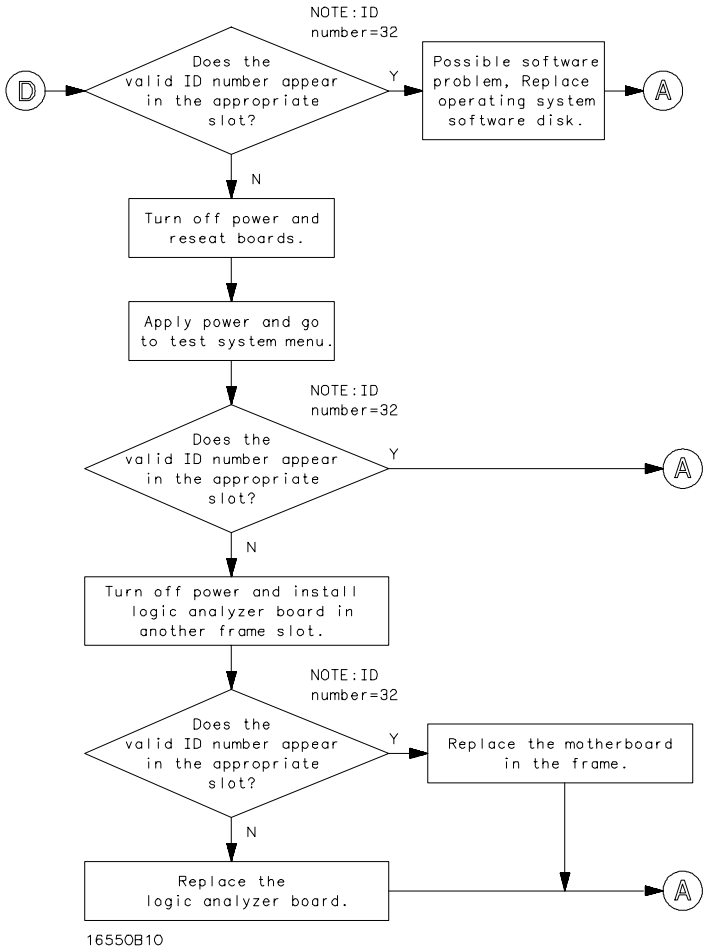 NOTE:ID
number=32
Does the
valid ID number appear
in the appropriate
slot?
D
Y
Possible software
problem, Replace
operating system
software disk.
A
N
Turn off power and
reseat boards.
Apply power and go
to test system menu.
NOTE:ID
number=32
Does the
valid ID number appear
in the appropriate
slot?
Y
A
N
Turn off power and install
logic analyzer board in
another frame slot.
NOTE:ID
number=32
Does the
valid ID number appear
in the appropriate
slot?
Y
Replace the motherboard
in the frame.
N
Replace the
logic analyzer board.
A
16550B10